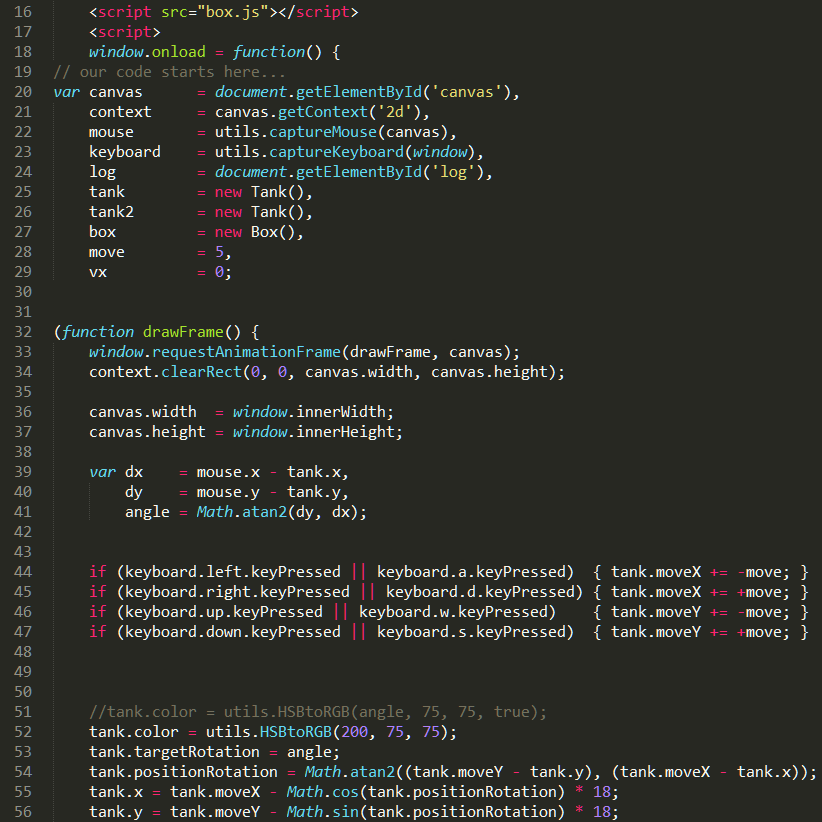 16     <script src="box.js"></script>
17     <script>
18     window.onload = function() {
19 // our code starts here...
20 var canvas      = document.getElementById('canvas'),
21     context     = canvas.getContext('2d'),
22     mouse       = utils.captureMouse(canvas),
23     keyboard    = utils.captureKeyboard(window),
24     log         = document.getElementById('log'),
25     tank        = new Tank(),
26     tank2       = new Tank(),
27     box         = new Box(),
28     move        = 5,
29     vx          = 0;
30
31
32 (function drawFrame() {
33     window.requestAnimationFrame(drawFrame, canvas);
34     context.clearRect(0, 0, canvas.width, canvas.height);
35
36     canvas.width  = window.innerWidth;
37     canvas.height = window.innerHeight;
38
39     var dx    = mouse.x - tank.x,
40         dy    = mouse.y - tank.y,
41         angle = Math.atan2(dy, dx);
42
43
44     if (keyboard.left.keyPressed || keyboard.a.keyPressed)  { tank.moveX += -move; }
45     if (keyboard.right.keyPressed || keyboard.d.keyPressed) { tank.moveX += +move; }
46     if (keyboard.up.keyPressed || keyboard.w.keyPressed)    { tank.moveY += -move; }
47     if (keyboard.down.keyPressed || keyboard.s.keyPressed)  { tank.moveY += +move; }
48
49
50
51     //tank.color = utils.HSBtoRGB(angle, 75, 75, true);
52     tank.color = utils.HSBtoRGB(200, 75, 75);
53     tank.targetRotation = angle;
54     tank.positionRotation = Math.atan2((tank.moveY - tank.y), (tank.moveX - tank.x));
55     tank.x = tank.moveX - Math.cos(tank.positionRotation) * 18;
56     tank.y = tank.moveY - Math.sin(tank.positionRotation) * 18;